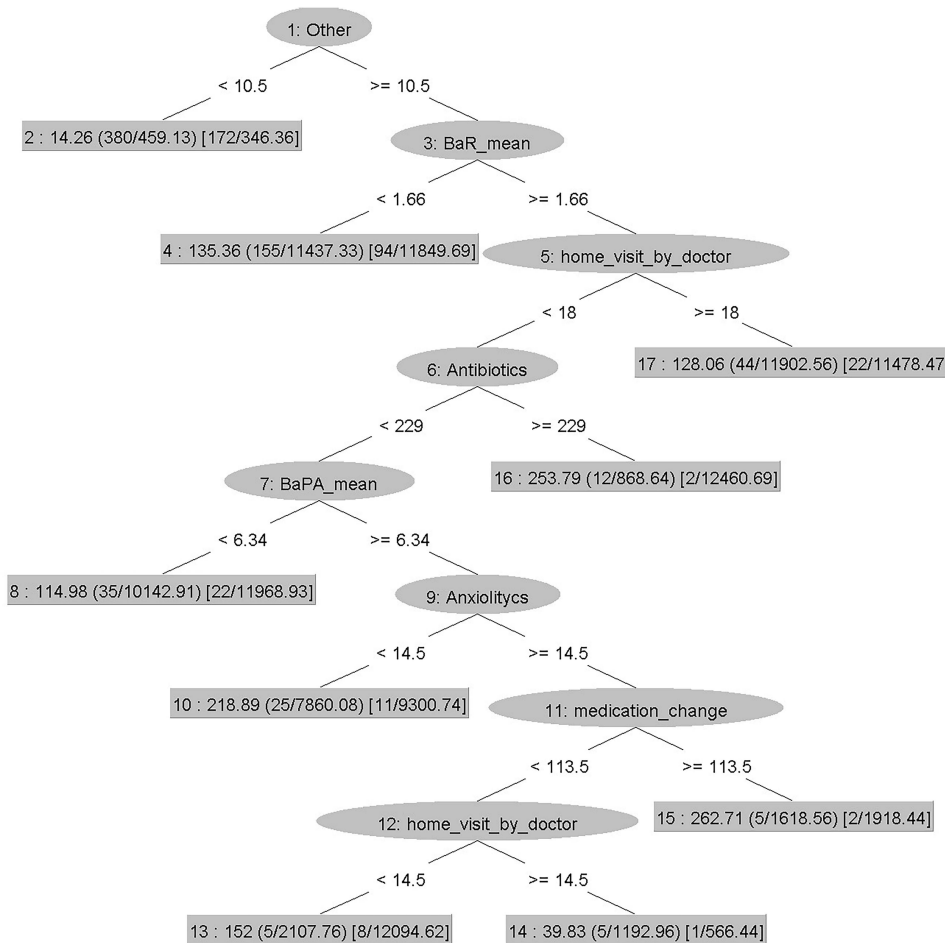 1: Other
< 10.5
>= 10.5
2 : 14.26 (380/459.13) [172/346.36]
3: BaR_mean
< 1.66
>= 1.66
4 : 135.36 (155/11437.33) [94/11849.69]
5: home_visit_by_doctor
< 18
>= 18
6: Antibiotics
17 : 128.06 (44/11902.56) [22/11478.47
< 229
>= 229
7: BaPA_mean
16 : 253.79 (12/868.64) [2/12460.69]
< 6.34
>= 6.34
8 : 114.98 (35/10142.91) [22/11968.93]
9: Anxiolitycs
< 14.5
>= 14.5
10 : 218.89 (25/7860.08) [11/9300.74]
11: medication_change
< 113.5
>= 113.5
12: home_visit_by_doctor
15 : 262.71 (5/1618.56) [2/1918.44]
< 14.5
>= 14.5
13 : 152 (5/2107.76) [8/12094.62]
14 : 39.83 (5/1192.96) [1/566.44]